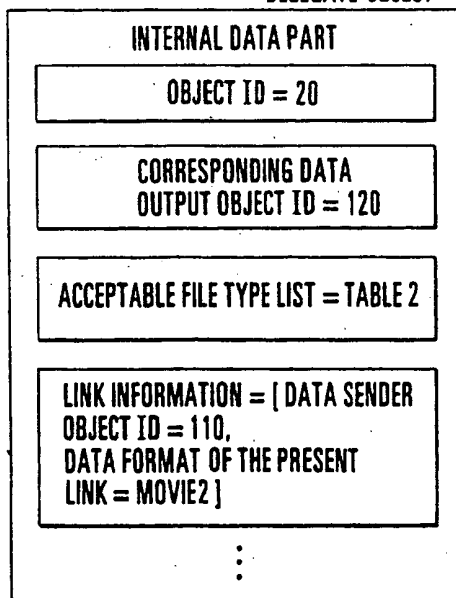 INTERNAL DATA PART
OBJECT ID = 20
CORRESPONDING DATA
OUTPUT OBJECT ID = 120
ACCEPTABLE FILE TYPE LIST = TABLE 2
LINK INFORMATION = [ DATA SENDER
OBJECT ID = 110,
DATA FORMAT OF THE PRESENT
LINK = MOVIE2 ]